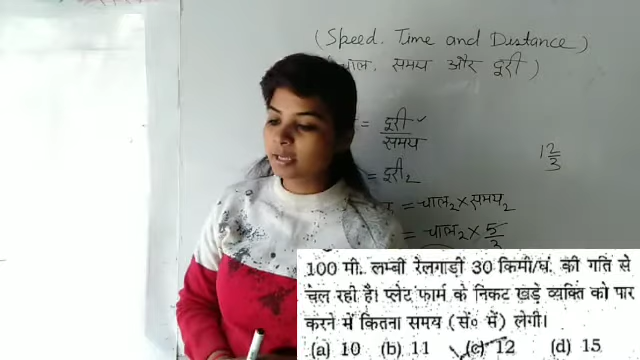 (Speed. Time and Distance)
चाल. समय और दूरी)
= दूरी
समय
12
3
= दूरी₂
= चाल₂ × समय₂
= चाल₂ × 5
3
100 मी. लम्बी रेलगाड़ी 30 किमी/घं. की गति से
चल रही है। प्लेट फार्म के निकट खड़े व्यक्ति को पार
करने में कितना समय (सें० में) लेगी।
(a) 10 (b) 11 (c) 12 (d) 15